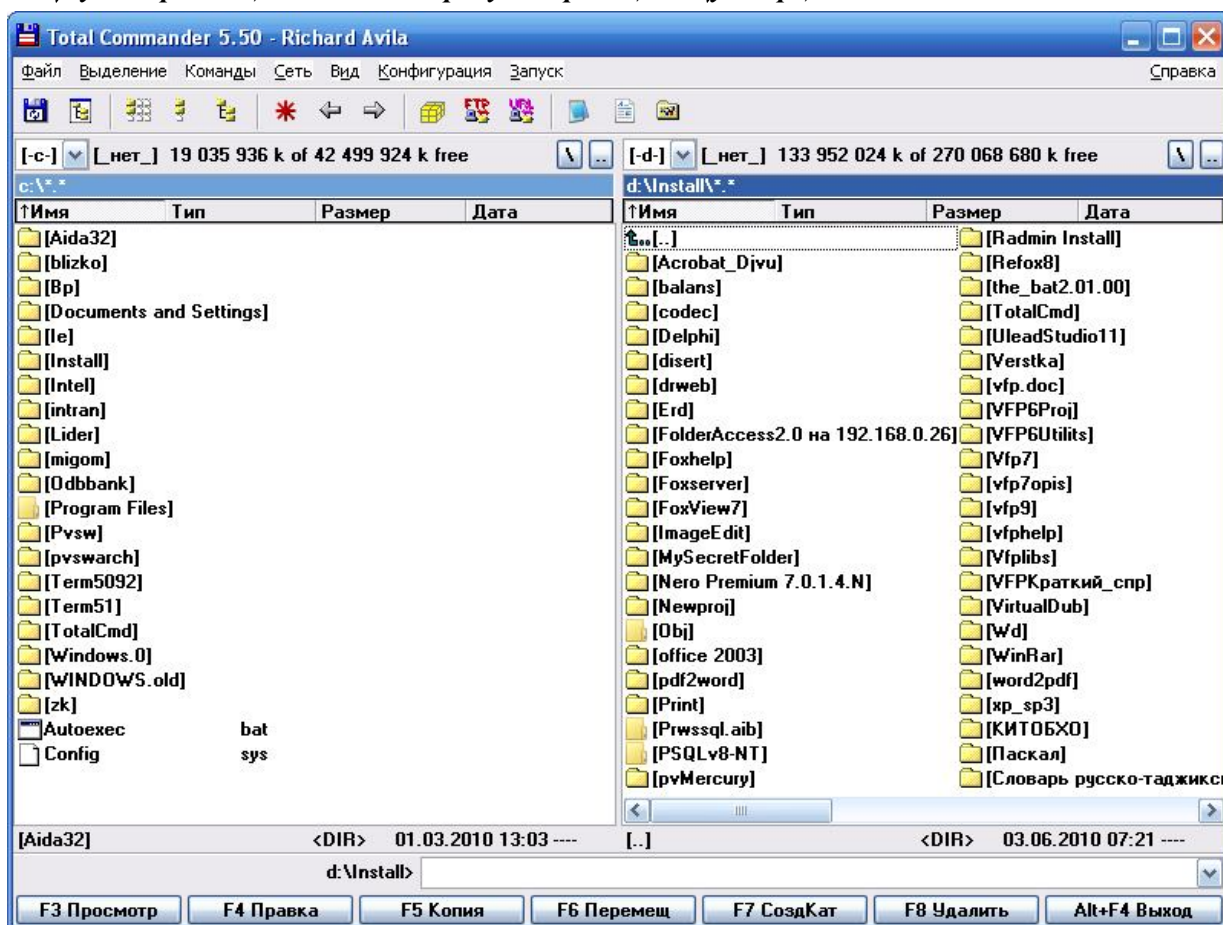 Total Commander 5.50 - Richard Avila
Файл Выделение Команды Сеть Вид Конфигурация Запуск Справка
[-c-] [_нет_] 19 035 936 k of 42 499 924 k free \ ..
[-d-] [_нет_] 133 952 024 k of 270 068 680 k free \ ..
c:\*.*
d:\Install\*.*
↑Имя Тип Размер Дата
[Aida32]
[blizko]
[Bp]
[Documents and Settings]
[Ie]
[Install]
[Intel]
[intran]
[Lider]
[migom]
[Odbbank]
[Program Files]
[Pvsw]
[pvswarch]
[Term5092]
[Term51]
[TotalCmd]
[Windows.0]
[WINDOWS.old]
[zk]
Autoexec bat
Config sys
↑Имя Тип Размер Дата
[..]
[Acrobat_Djvu]
[balans]
[codec]
[Delphi]
[disert]
[drweb]
[Erd]
[FolderAccess2.0 на 192.168.0.26]
[Foxhelp]
[Foxserver]
[FoxView7]
[ImageEdit]
[MySecretFolder]
[Nero Premium 7.0.1.4.N]
[Newproj]
[Obj]
[office 2003]
[pdf2word]
[Print]
[Prwssql.aib]
[PSQLv8-NT]
[pvMercury]
[Radmin Install]
[Refox8]
[the_bat2.01.00]
[TotalCmd]
[UleadStudio11]
[Verstka]
[vfp.doc]
[VFP6Proj]
[VFP6Utilits]
[Vfp7]
[vfp7opis]
[vfp9]
[vfphelp]
[Vfplibs]
[VFPКраткий_спр]
[VirtualDub]
[Wd]
[WinRar]
[word2pdf]
[xp_sp3]
[КИТОБХО]
[Паскал]
[Словарь русско-таджикс
[Aida32] <DIR> 01.03.2010 13:03 ----
[..] <DIR> 03.06.2010 07:21 ----
d:\Install>
F3 Просмотр F4 Правка F5 Копия F6 Перемещ F7 СоздКат F8 Удалить Alt+F4 Выход